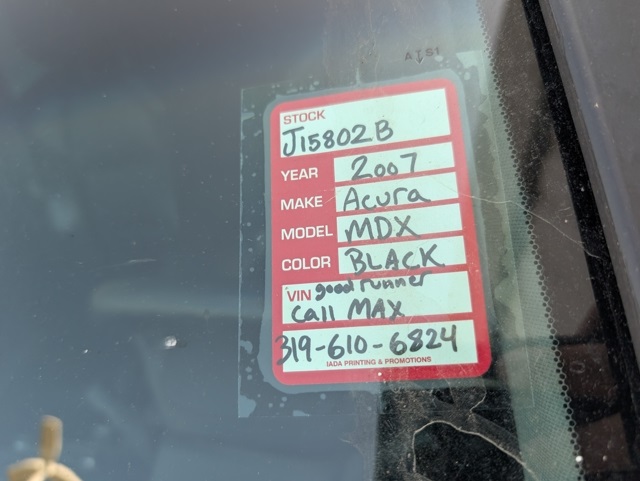 ATSI
STOCK
J15802B
YEAR 2007
MAKE Acura
MODEL MDX
COLOR BLACK
VIN good runner
Call MAX
319-610-6824
IADA PRINTING & PROMOTIONS